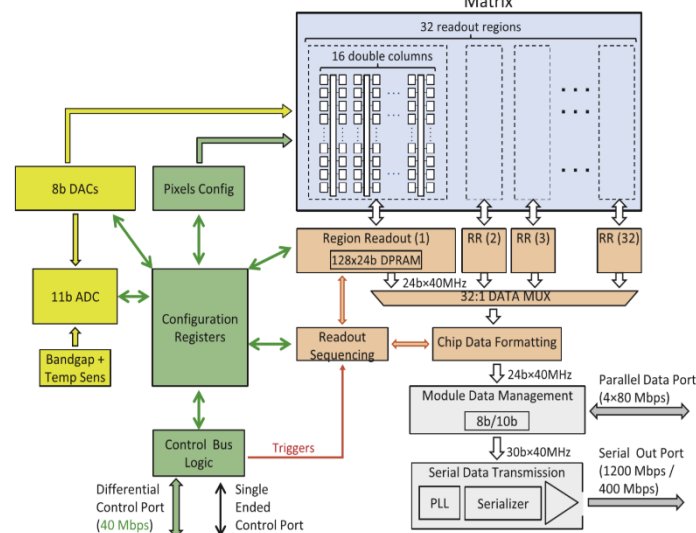 Matrix
32 readout regions
16 double columns
8b DACs
Pixels Config
Region Readout (1)
128x24b DPRAM
RR (2)
RR (3)
RR (32)
24b×40MHz
32:1 DATA MUX
11b ADC
Configuration
Registers
Readout
Sequencing
Chip Data Formatting
Bandgap +
Temp Sens
24b×40MHz
Module Data Management
8b/10b
Parallel Data Port
(4×80 Mbps)
Control Bus
Logic
Triggers
30b×40MHz
Serial Data Transmission
PLL
Serializer
Serial Out Port
(1200 Mbps /
400 Mbps)
Differential
Control Port
(40 Mbps)
Single
Ended
Control Port